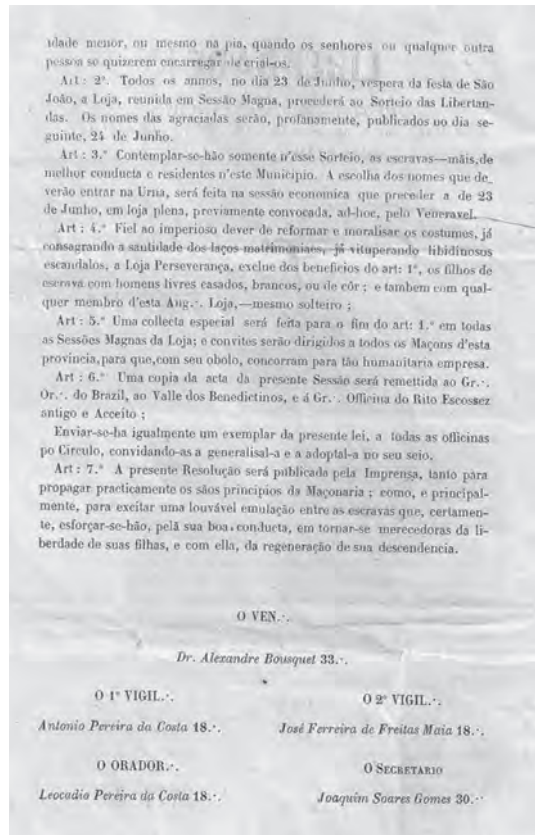 idade menor, ou mesmo na pia, quando os senhores ou qualquer outra
pessoa se quizerem encarregar de crial-os.
Art: 2ª. Todos os annos, no dia 23 de Junho, vespera da festa de São
João, a Loja, reunida em Sessão Magna, procederá ao Sorteio das Libertan-
das. Os nomes das agraciadas serão, profanamente, publicados no dia se-
guinte, 24 de Junho.
Art: 3.ª Contemplar-se-hão somente n'esse Sorteio, as escravas—mãis,de
melhor conducta e residentes n'este Municipio. A escolha dos nomes que de_
verão entrar na Urna, será feita na sessão economica que preceder a de 23
de Junho, em loja plena, previamente convocada, ad-hoc, pelo Veneravel.
Art: 4.ª Fiel ao imperioso dever de reformar e moralisar os costumes, já
consagrando a santidade dos laços matrimoniaes, já vituperando libidinosos
escandalos, a Loja Perseverança, exclue dos beneficios do art: 1º, os filhos de
escrava com homens livres casados, brancos, ou de côr; e tambem com qual-
quer membro d'esta Aug.·. Loja,—mesmo solteiro;
Art: 5.ª Uma collecta especial será feita para o fim do art: 1.º em todas
as Sessões Magnas da Loja; e convites serão dirigidos a todos os Maçons d'esta
provincia,para que,com seu obolo, concorram para tão humanitaria empresa.
Art: 6.ª Uma copia da acta da presente Sessão será remettida ao Gr.·.
Or.·. do Brazil, ao Valle dos Benedictinos, e á Gr.·. Officina do Rito Escossez
antigo e Acceito;
Enviar-se-ha igualmente um exemplar da presente lei, a todas as officinas
po Circulo, convidando-as a generalisal-a e a adoptal-a no seu seio.
Art: 7.ª A presente Resolução será publicada pela Imprensa, tanto para
propagar practicamente os sãos principios da Maçonaria; como, e principal-
mente, para excitar uma louvável emulação entre as escravas que, certamen-
te, esforçar-se-hão, pelã sua boa conducta, em tornar-se merecedoras da li-
berdade de suas filhas, e com ella, da regeneração de sua descendencia.
O VEN.·.
Dr. Alexandre Bousquet 33.·.
O 1º VIGIL.·.
Antonio Pereira da Costa 18.·.
O 2º VIGIL.·.
José Ferreira de Freitas Maia 18.·.
O ORADOR.·.
Leocadio Pereira da Costa 18.·.
O SECRETARIO
Joaquim Soares Gomes 30.·.